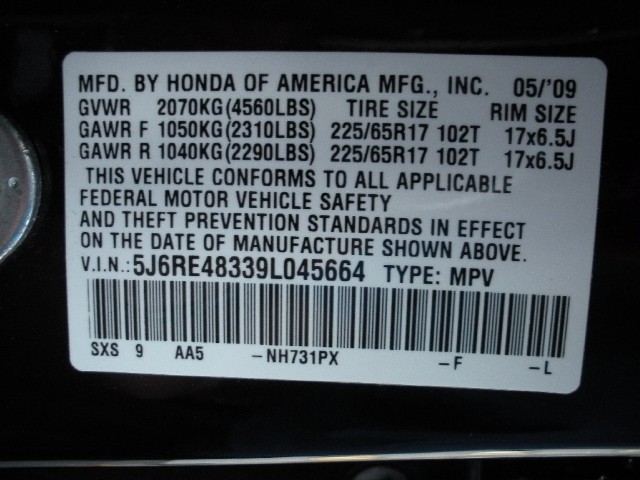 MFD. BY HONDA OF AMERICA MFG., INC. 05/'09
GVWR 2070KG(4560LBS) TIRE SIZE RIM SIZE
GAWR F 1050KG(2310LBS) 225/65R17 102T 17x6.5J
GAWR R 1040KG(2290LBS) 225/65R17 102T 17x6.5J
THIS VEHICLE CONFORMS TO ALL APPLICABLE
FEDERAL MOTOR VEHICLE SAFETY
AND THEFT PREVENTION STANDARDS IN EFFECT
ON THE DATE OF MANUFACTURE SHOWN ABOVE.
V.I.N.:5J6RE48339L045664 TYPE: MPV
SXS 9 AA5 -NH731PX -F -L